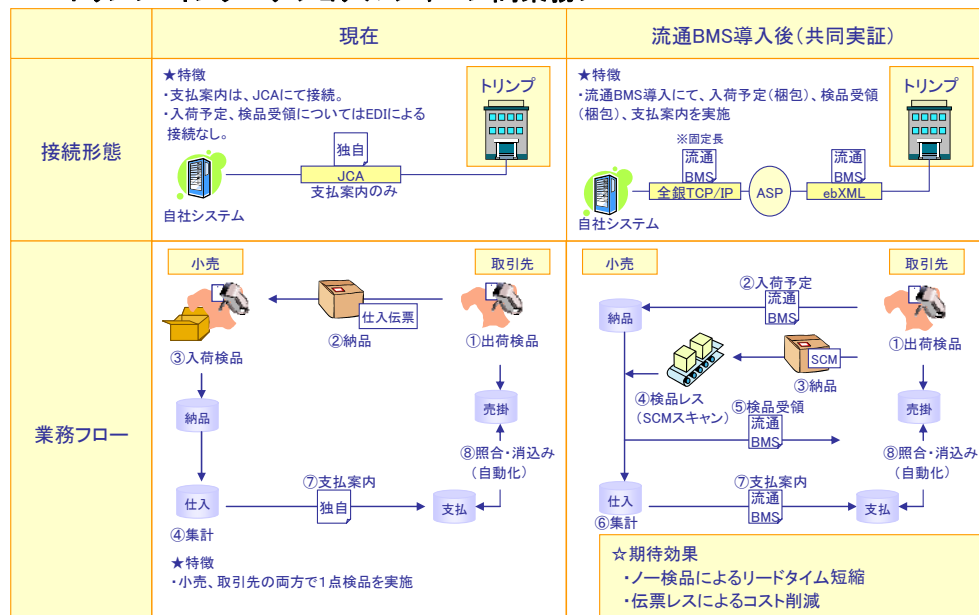 現在
流通BMS導入後（共同実証）
接続形態
★特徴
・支払案内は、JCAにて接続。
・入荷予定、検品受領についてはEDIによる
接続なし。
トリンプ
独自
JCA
支払案内のみ
自社システム
★特徴
・流通BMS導入にて、入荷予定（梱包）、検品受領
（梱包）、支払案内を実施
トリンプ
※固定長
流通
BMS
全銀TCP/IP
ASP
流通
BMS
ebXML
自社システム
業務フロー
小売
取引先
仕入伝票
②納品
①出荷検品
③入荷検品
納品
売掛
⑧照合・消込み
（自動化）
⑦支払案内
独自
仕入
支払
④集計
★特徴
・小売、取引先の両方で１点検品を実施
小売
取引先
②入荷予定
流通
BMS
納品
①出荷検品
SCM
③納品
④検品レス
（SCMスキャン）
⑤検品受領
流通
BMS
売掛
⑧照合・消込み
（自動化）
⑦支払案内
流通
BMS
仕入
支払
⑥集計
☆期待効果
・ノー検品によるリードタイム短縮
・伝票レスによるコスト削減